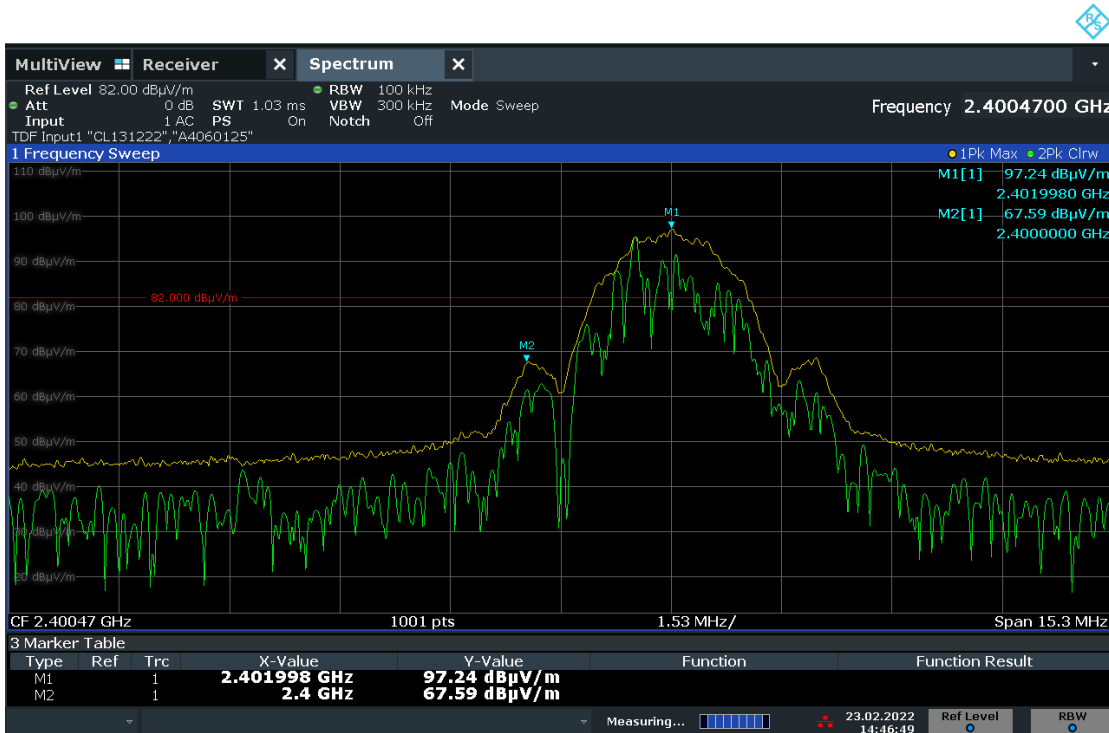 R&S
MultiView Receiver X Spectrum X
Ref Level 82.00 dBµV/m RBW 100 kHz
Att 0 dB SWT 1.03 ms VBW 300 kHz Mode Sweep Frequency 2.4004700 GHz
Input 1 AC PS On Notch Off
TDF Input1 "CL131222","A4060125"
1 Frequency Sweep 1Pk Max 2Pk Clrw
110 dBµV/m M1[1] 97.24 dBµV/m
2.4019980 GHz
100 dBµV/m M1 M2[1] 67.59 dBµV/m
2.4000000 GHz
90 dBµV/m
82.000 dBµV/m
80 dBµV/m
70 dBµV/m M2
60 dBµV/m
50 dBµV/m
40 dBµV/m
30 dBµV/m
20 dBµV/m
CF 2.40047 GHz 1001 pts 1.53 MHz/ Span 15.3 MHz
3 Marker Table
Type Ref Trc X-Value Y-Value Function Function Result
M1 1 2.401998 GHz 97.24 dBµV/m
M2 1 2.4 GHz 67.59 dBµV/m
Measuring... 23.02.2022 Ref Level RBW
14:46:49